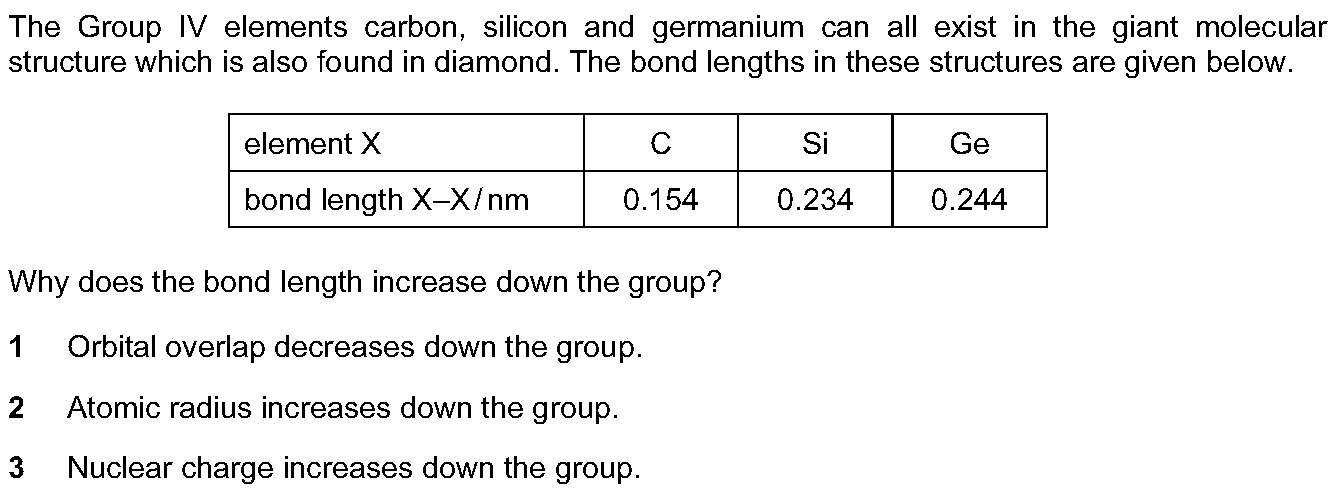 The Group IV elements carbon, silicon and germanium can all exist in the giant molecular
structure which is also found in diamond. The bond lengths in these structures are given below.
element X C Si Ge
bond length X–X/nm 0.154 0.234 0.244
Why does the bond length increase down the group?
1 Orbital overlap decreases down the group.
2 Atomic radius increases down the group.
3 Nuclear charge increases down the group.